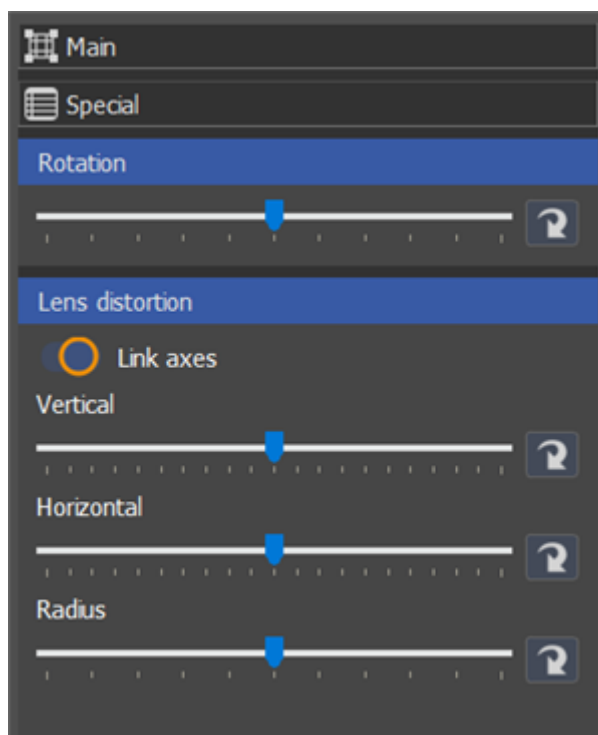 Main
Special
Rotation
Lens distortion
Link axes
Vertical
Horizontal
Radius